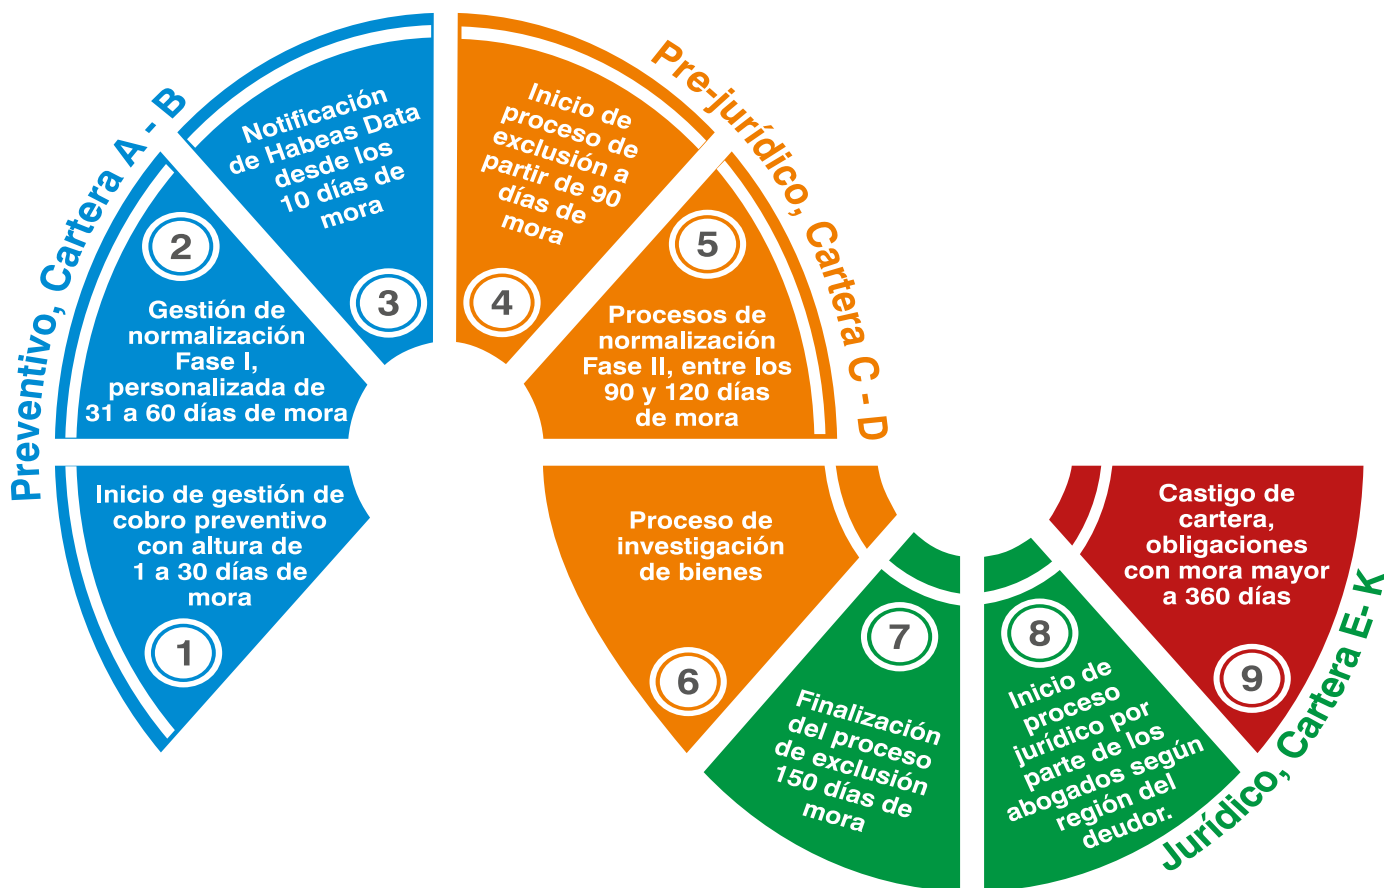 Preventivo, Cartera A - B
1
Inicio de gestión de
cobro preventivo
con altura de
1 a 30 días de
mora
2
Gestión de
normalización
Fase I,
personalizada de
31 a 60 días de mora
3
Notificación
de Habeas Data
desde los
10 días de
mora
Pre-jurídico, Cartera C - D
4
Inicio de
proceso de
exclusión a
partir de 90
días de
mora
5
Procesos de
normalización
Fase II, entre los
90 y 120 días
de mora
6
Proceso de
investigación
de bienes
Jurídico, Cartera E- K
7
Finalización
del proceso
de exclusión
150 días de
mora
8
Inicio de
proceso
jurídico por
parte de los
abogados según
región del
deudor.
9
Castigo de
cartera,
obligaciones
con mora mayor
a 360 días